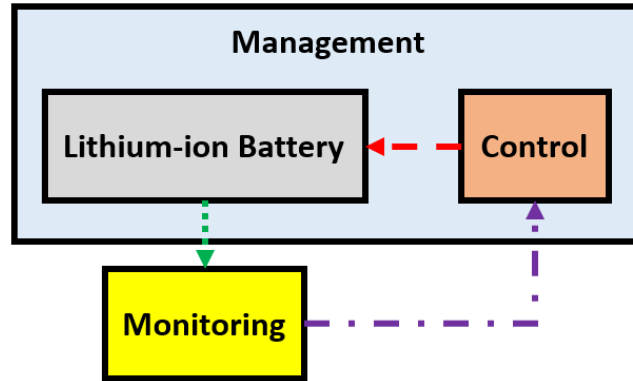 Management
Lithium-ion Battery
Control
Monitoring